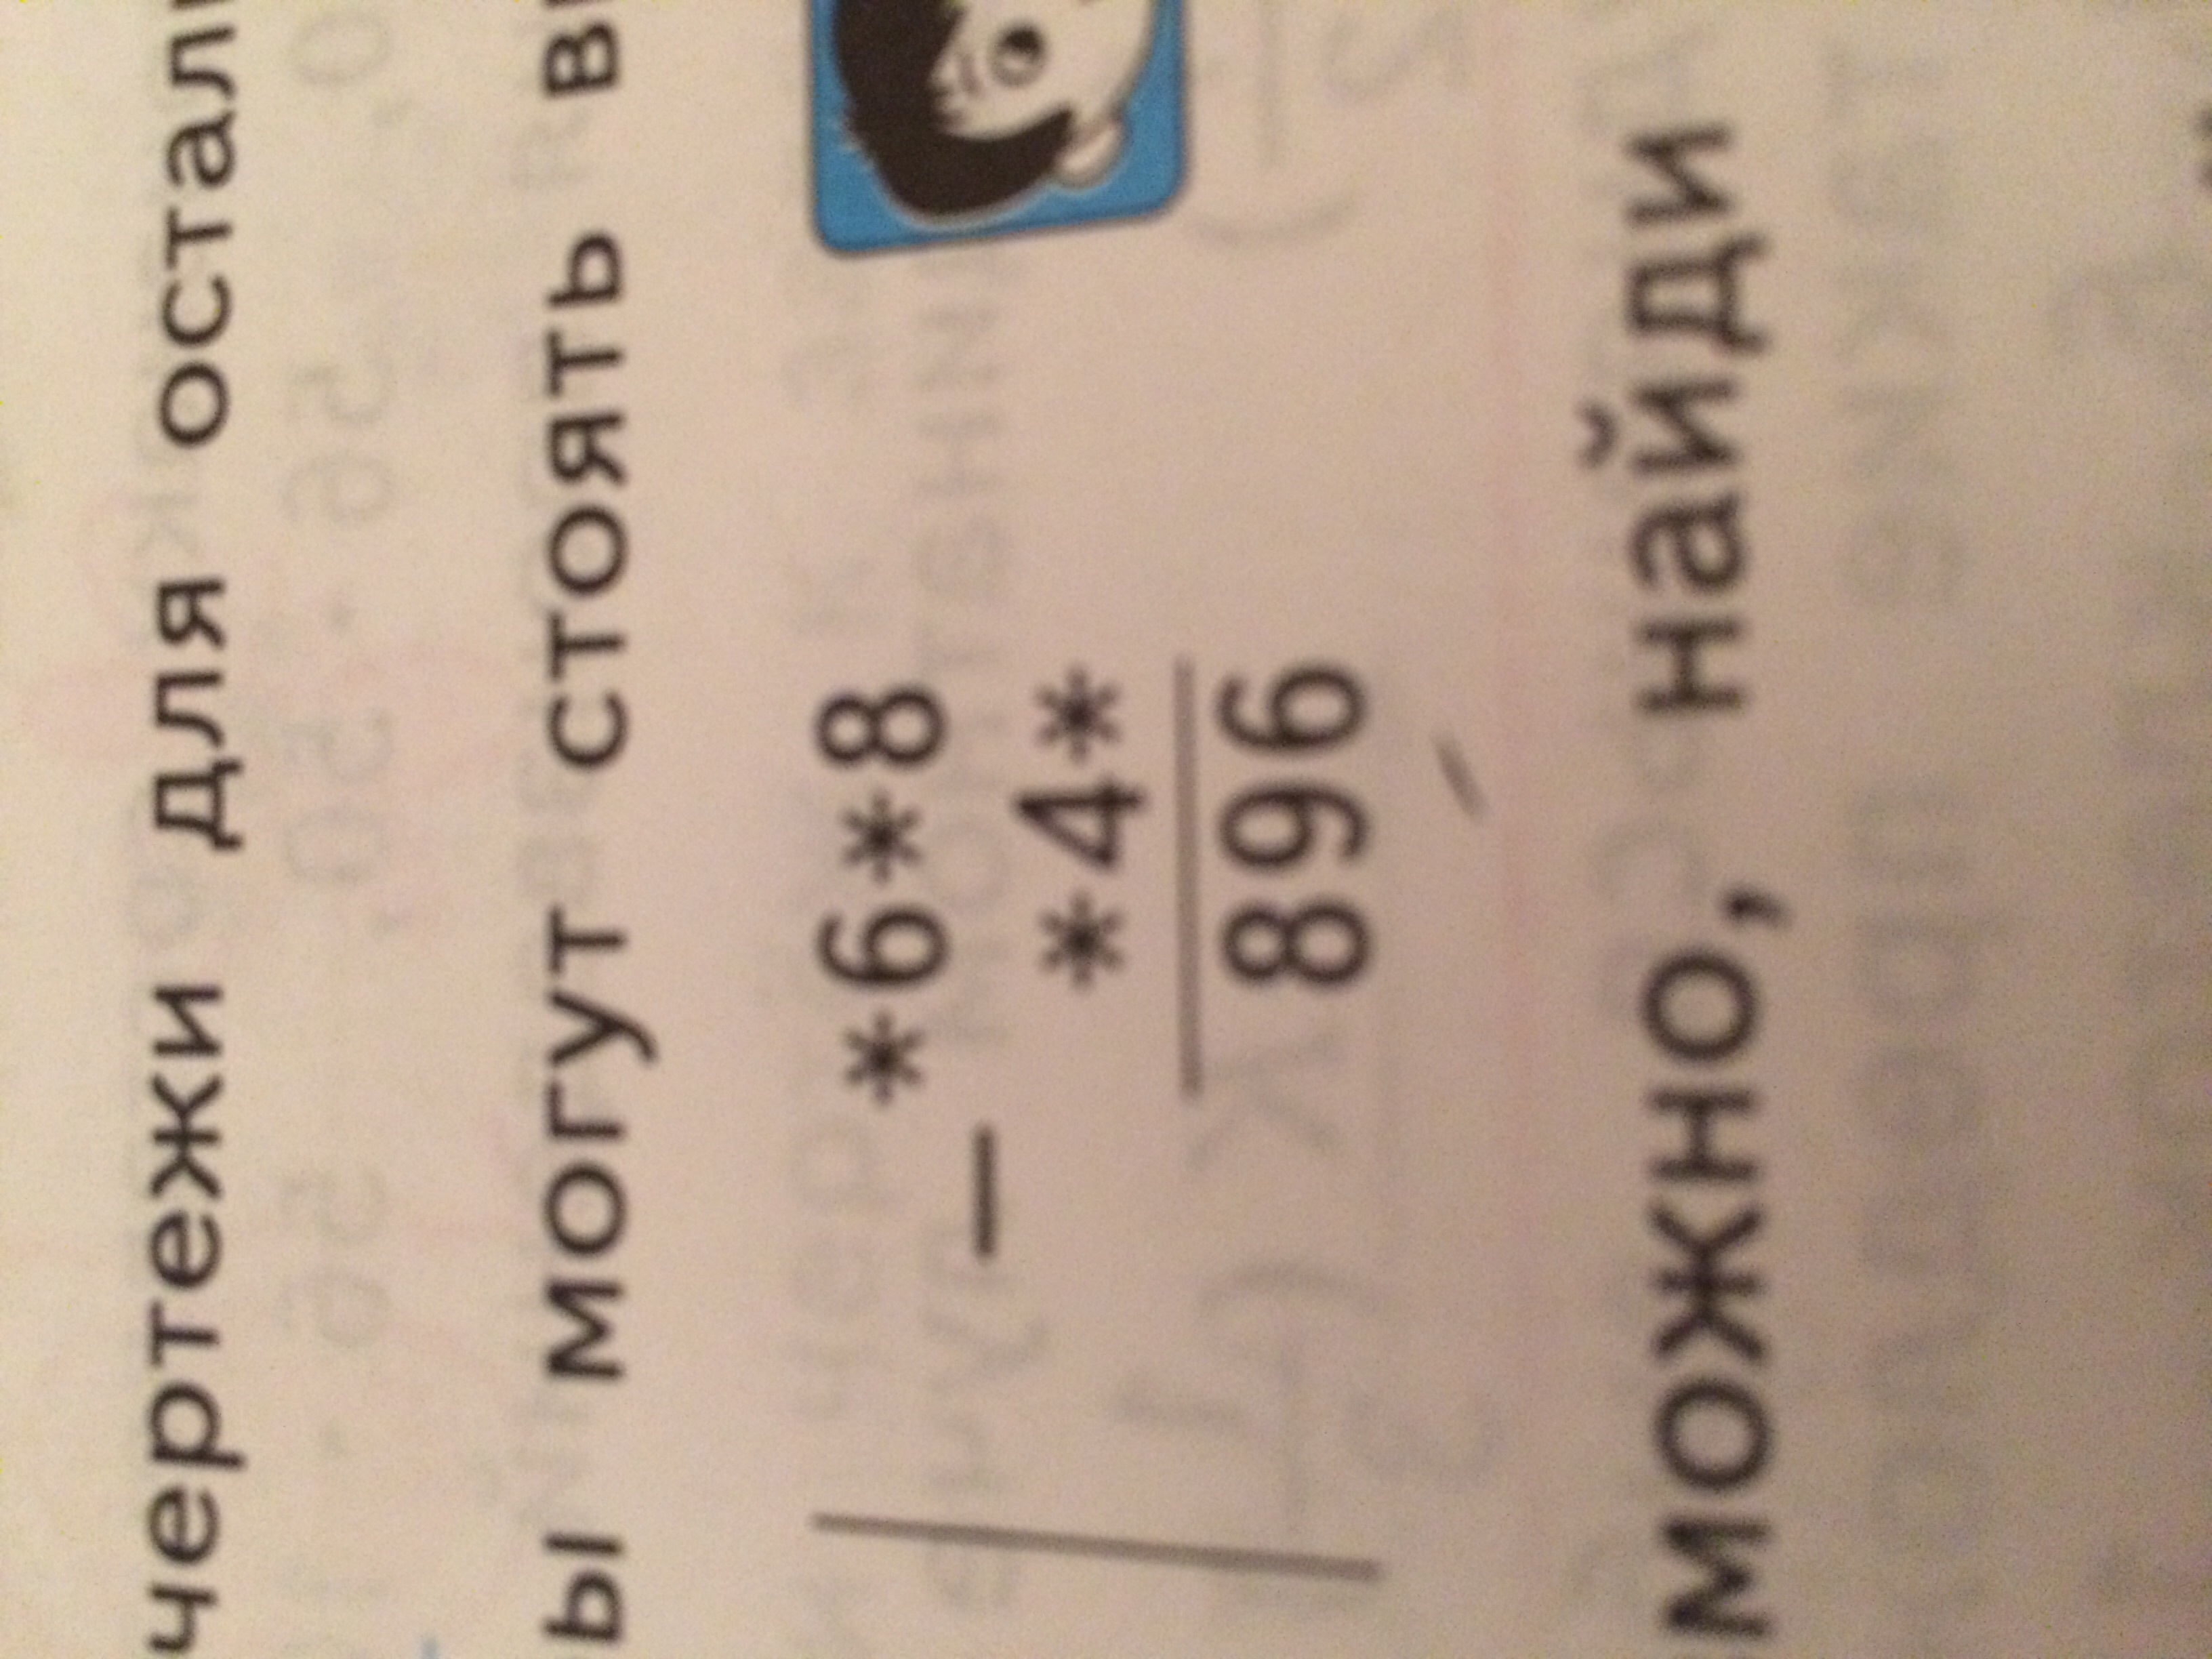 чертежи для остал
ы могут стоять в
*6*8
−
*4*
896
можно, найди